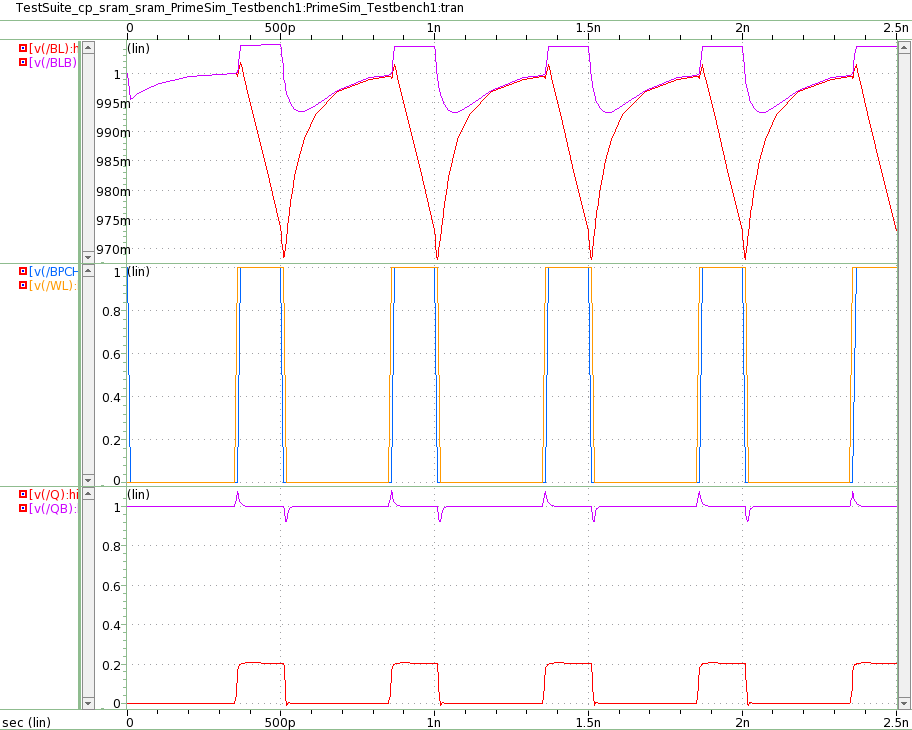 TestSuite_cp_sram_sram_PrimeSim_Testbench1:PrimeSim_Testbench1:tran
0 500p 1n 1.5n 2n 2.5n
[v(/BL):h (lin)
[v(/BLB)
1
995m
990m
985m
980m
975m
970m
[v(/BPCH 1 (lin)
[v(/WL):
0.8
0.6
0.4
0.2
0
[v(/Q):hi (lin)
[v(/QB):
1
0.8
0.6
0.4
0.2
0
sec (lin) 0 500p 1n 1.5n 2n 2.5n